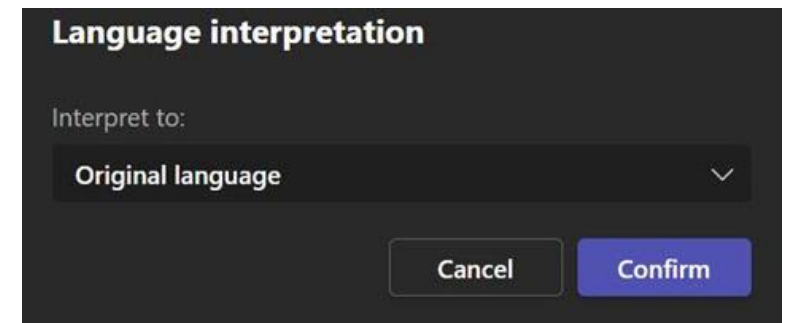 Language interpretation
Interpret to:
Original language
Cancel Confirm